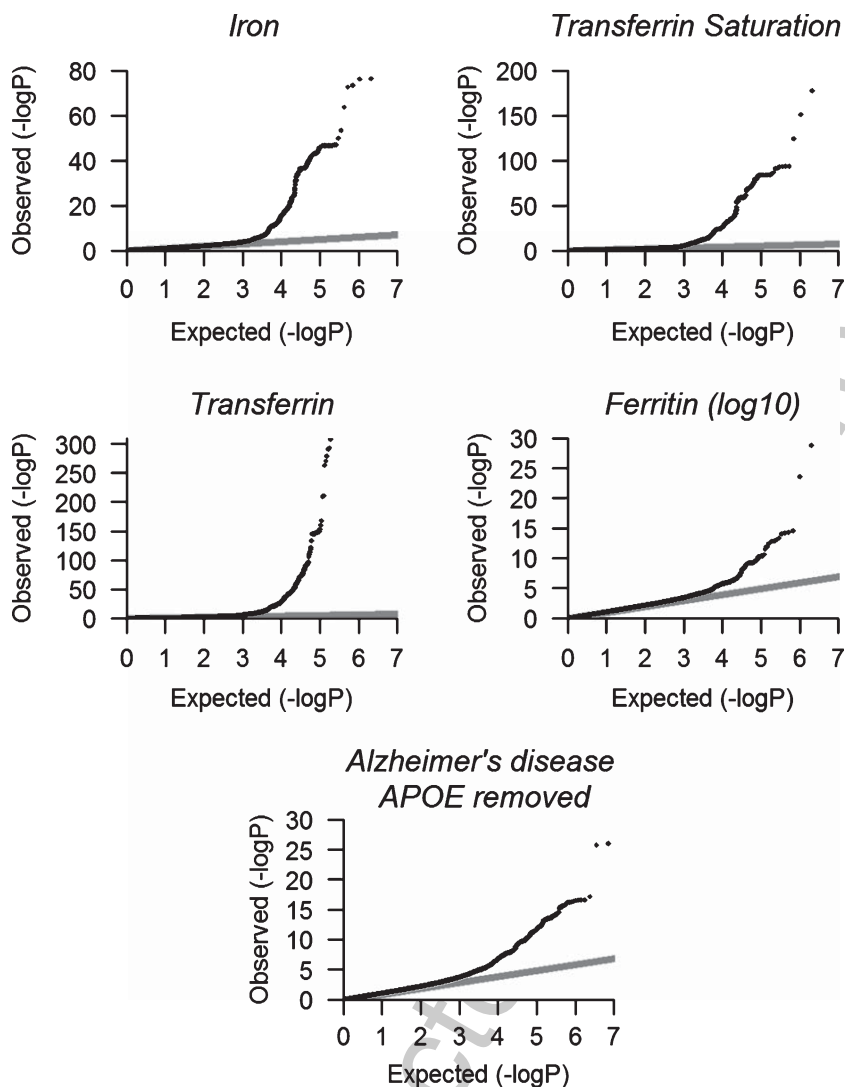 Iron
Observed (-logP)
80
60
40
20
0
0 1 2 3 4 5 6 7
Expected (-logP)
Transferrin Saturation
Observed (-logP)
200
150
100
50
0
0 1 2 3 4 5 6 7
Expected (-logP)
Transferrin
Observed (-logP)
300
250
200
150
100
50
0
0 1 2 3 4 5 6 7
Expected (-logP)
Ferritin (log10)
Observed (-logP)
30
25
20
15
10
5
0
0 1 2 3 4 5 6 7
Expected (-logP)
Alzheimer's disease
APOE removed
Observed (-logP)
30
25
20
15
10
5
0
0 1 2 3 4 5 6 7
Expected (-logP)